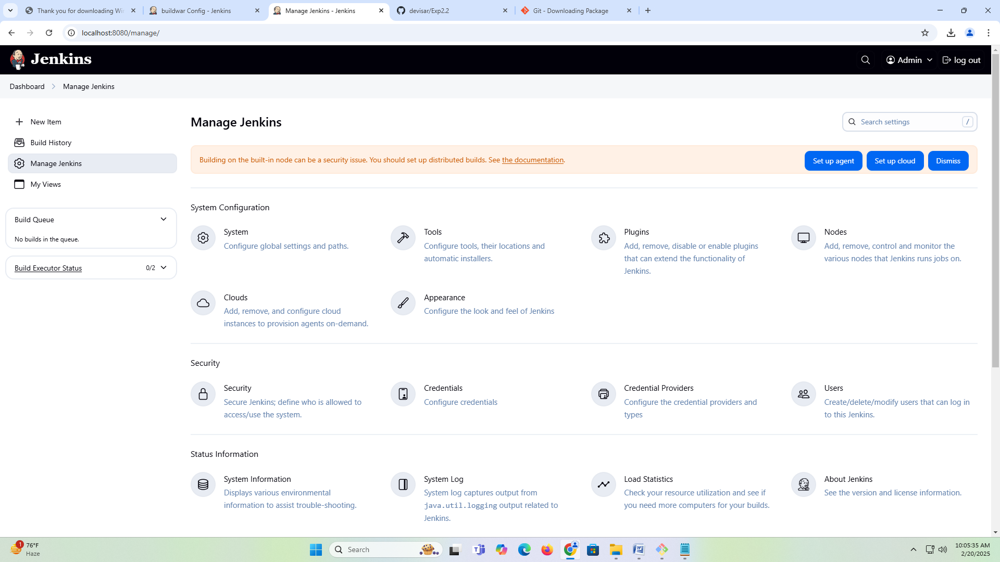 Thank you for downloading Wi
buildwar Config - Jenkins
Manage Jenkins - Jenkins
devisar/Exp2.2
Git - Downloading Package
localhost:8080/manage/
Jenkins
Admin
log out
Dashboard
Manage Jenkins
New Item
Build History
Manage Jenkins
My Views
Build Queue
No builds in the queue.
Build Executor Status
0/2
Manage Jenkins
Search settings
/
Building on the built-in node can be a security issue. You should set up distributed builds. See the documentation.
Set up agent
Set up cloud
Dismiss
System Configuration
System
Configure global settings and paths.
Tools
Configure tools, their locations and
automatic installers.
Plugins
Add, remove, disable or enable plugins
that can extend the functionality of
Jenkins.
Nodes
Add, remove, control and monitor the
various nodes that Jenkins runs jobs on.
Clouds
Add, remove, and configure cloud
instances to provision agents on-demand.
Appearance
Configure the look and feel of Jenkins
Security
Security
Secure Jenkins; define who is allowed to
access/use the system.
Credentials
Configure credentials
Credential Providers
Configure the credential providers and
types
Users
Create/delete/modify users that can log in
to this Jenkins.
Status Information
System Information
Displays various environmental
information to assist trouble-shooting.
System Log
System log captures output from
java.util.logging output related to
Jenkins.
Load Statistics
Check your resource utilization and see if
you need more computers for your builds.
About Jenkins
See the version and license information.
1
76°F
Haze
Search
10:05:35 AM
2/20/2025